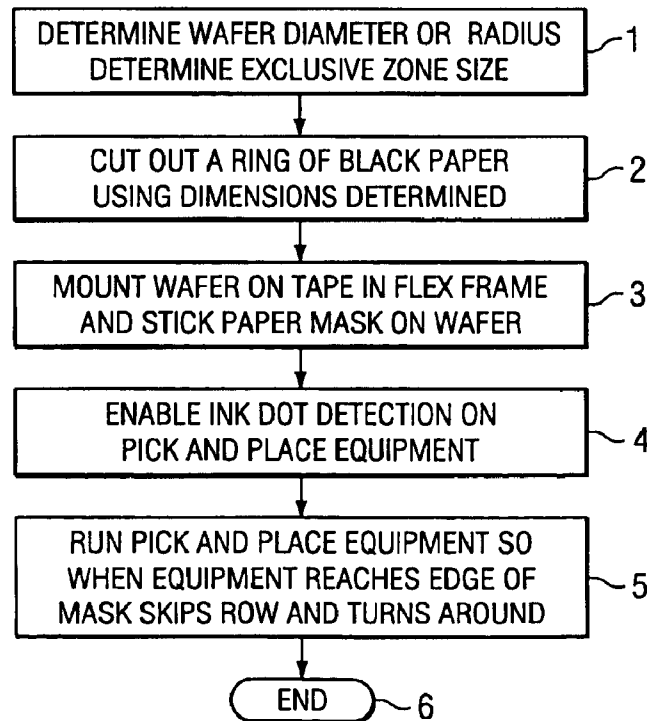 DETERMINE WAFER DIAMETER OR RADIUS
DETERMINE EXCLUSIVE ZONE SIZE
1
CUT OUT A RING OF BLACK PAPER
USING DIMENSIONS DETERMINED
2
MOUNT WAFER ON TAPE IN FLEX FRAME
AND STICK PAPER MASK ON WAFER
3
ENABLE INK DOT DETECTION ON
PICK AND PLACE EQUIPMENT
4
RUN PICK AND PLACE EQUIPMENT SO
WHEN EQUIPMENT REACHES EDGE OF
MASK SKIPS ROW AND TURNS AROUND
5
END
6